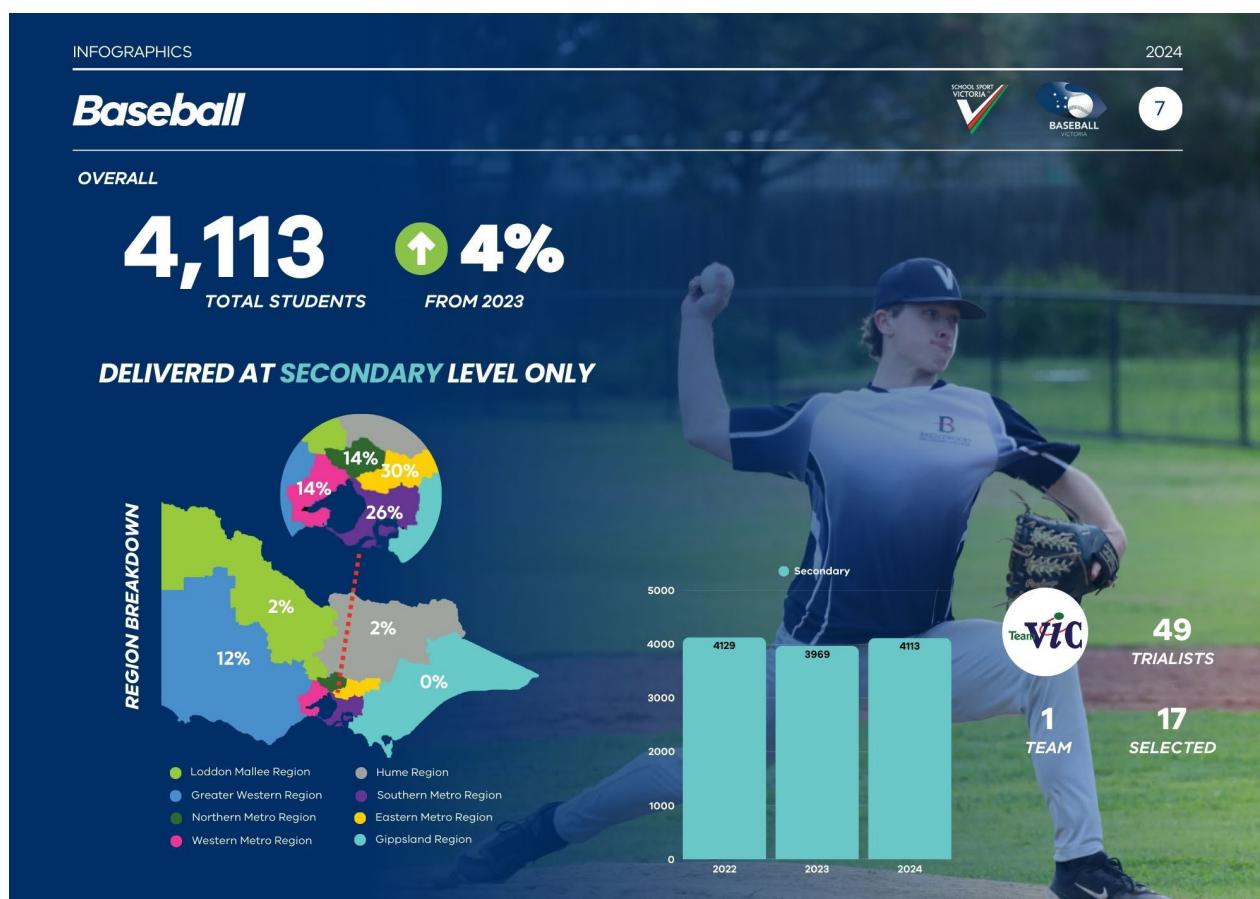 INFOGRAPHICS
2024
Baseball
SCHOOL SPORT
VICTORIA
BASEBALL
VICTORIA
7
OVERALL
4,113
TOTAL STUDENTS
4%
FROM 2023
DELIVERED AT SECONDARY LEVEL ONLY
V
B
BRENTWOOD
REGION BREAKDOWN
14%
30%
14%
26%
2%
2%
12%
0%
Loddon Mallee Region
Greater Western Region
Northern Metro Region
Western Metro Region
Hume Region
Southern Metro Region
Eastern Metro Region
Gippsland Region
Secondary
5000
4000
3000
2000
1000
0
4129
3969
4113
2022
2023
2024
Team VIC
49
TRIALISTS
1
TEAM
17
SELECTED